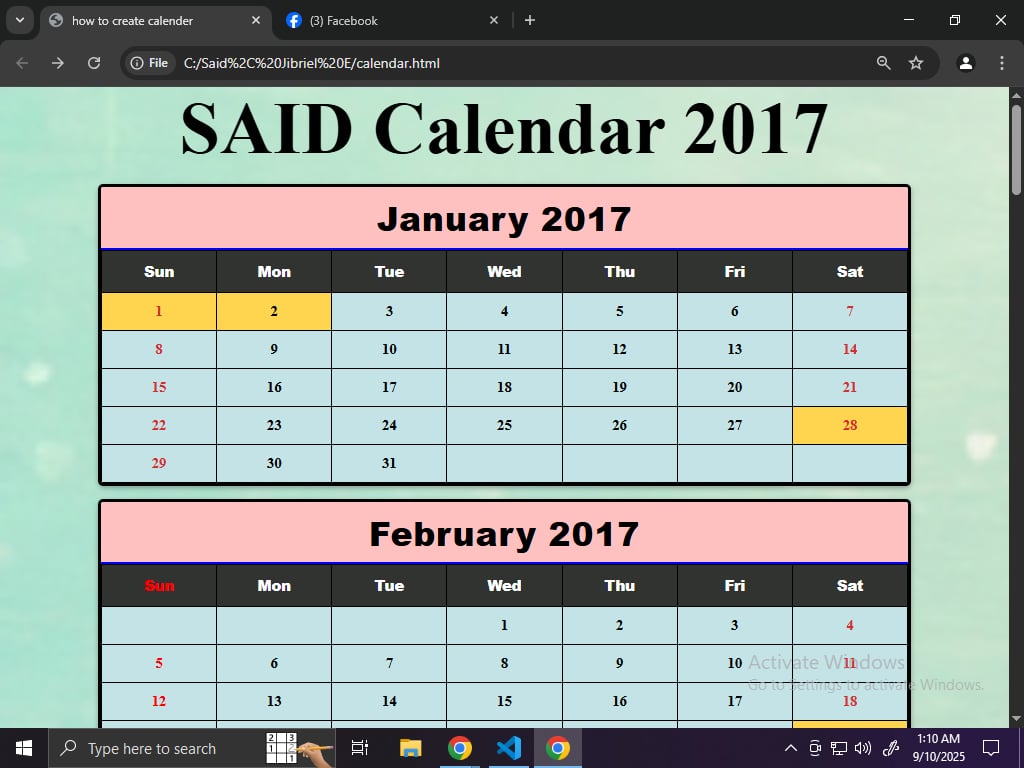 how to create calender
(3) Facebook
File
C:/Said%2C%20Jibriel%20E/calendar.html
SAID Calendar 2017
January 2017
Sun Mon Tue Wed Thu Fri Sat
1 2 3 4 5 6 7
8 9 10 11 12 13 14
15 16 17 18 19 20 21
22 23 24 25 26 27 28
29 30 31
February 2017
Sun Mon Tue Wed Thu Fri Sat
1 2 3 4
5 6 7 8 9 10 11
12 13 14 15 16 17 18
Activate Windows
Go to Settings to activate Windows.
Type here to search
2 3
1 2
1
1:10 AM
9/10/2025